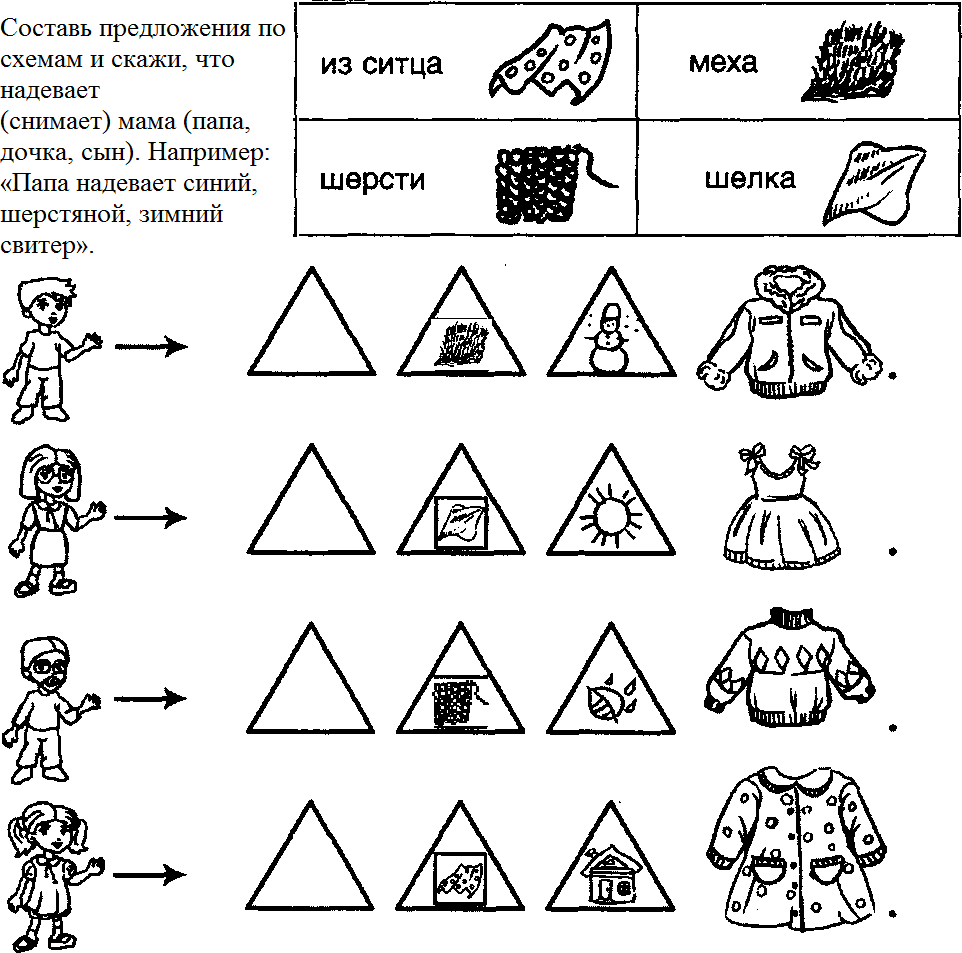 Составь предложения по
схемам и скажи, что
надевает
(снимает) мама (папа,
дочка, сын). Например:
«Папа надевает синий,
шерстяной, зимний
свитер».
из ситца
меха
шерсти
шелка